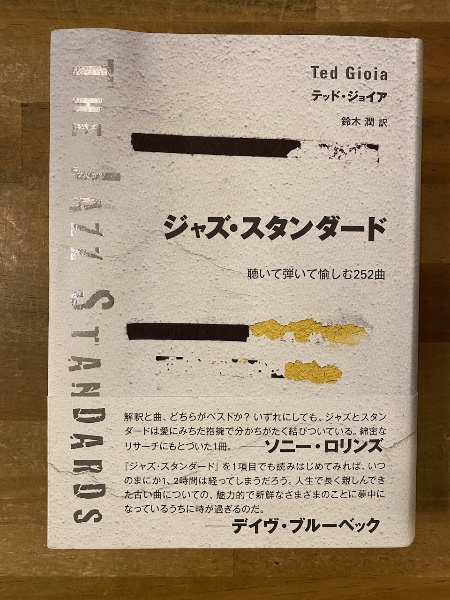 THE JAZZ STANDARDS
Ted Gioia
テッド・ジョイア
鈴木 潤 訳
ジャズ・スタンダード
聴いて弾いて愉しむ252曲
解釈と曲、どちらがベストか？ いずれにしても。ジャズとスタン
ダードは愛にみちた抱擁で分かちがたく結びついている。綿密な
リサーチにもとづいた1冊。 ソニー・ロリンズ
『ジャズ・スタンダード』を1項目でも読みはじめてみれば、いつ
のまにか1、2時間は経ってしまうだろう。人生で長く親しんでき
た古い曲についての、魅力的で新鮮なさまざまのことに夢中に
なっているうちに時が過ぎるのだ。
デイヴ・ブルーベック